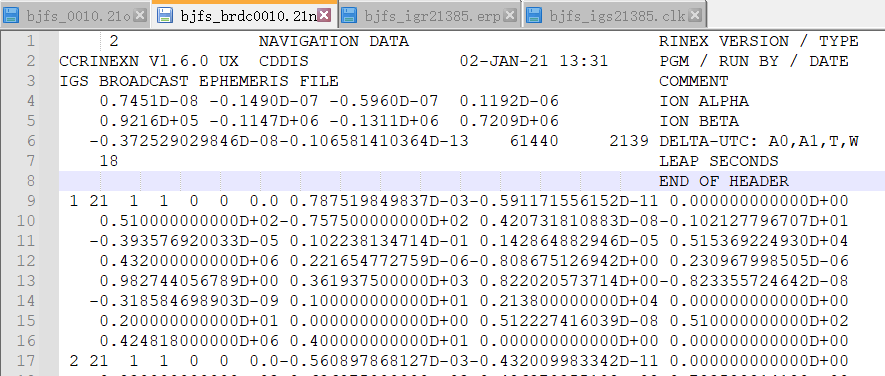 bjfs_0010.21o bjfs_brdc0010.21n bjfs_igr21385.erp bjfs_igs21385.clk
1 2 NAVIGATION DATA RINEX VERSION / TYPE
2 CCRINEXN V1.6.0 UX CDDIS 02-JAN-21 13:31 PGM / RUN BY / DATE
3 IGS BROADCAST EPHEMERIS FILE COMMENT
4 0.7451D-08 -0.1490D-07 -0.5960D-07 0.1192D-06 ION ALPHA
5 0.9216D+05 -0.1147D+06 -0.1311D+06 0.7209D+06 ION BETA
6 -0.372529029846D-08-0.106581410364D-13 61440 2139 DELTA-UTC: A0,A1,T,W
7 18 LEAP SECONDS
8 END OF HEADER
9 1 21 1 1 0 0 0.0 0.787519849837D-03-0.591171556152D-11 0.000000000000D+00
10 0.510000000000D+02-0.757500000000D+02 0.420731810883D-08-0.102127796707D+01
11 -0.393576920033D-05 0.102238134714D-01 0.142864882946D-05 0.515369224930D+04
12 0.432000000000D+06 0.221654772759D-06-0.808675126942D+00 0.230967998505D-06
13 0.982744056789D+00 0.361937500000D+03 0.822020573714D+00-0.823355724642D-08
14 -0.318584698903D-09 0.100000000000D+01 0.213800000000D+04 0.000000000000D+00
15 0.200000000000D+01 0.000000000000D+00 0.512227416039D-08 0.510000000000D+02
16 0.424818000000D+06 0.400000000000D+01 0.000000000000D+00 0.000000000000D+00
17 2 21 1 1 0 0 0.0-0.560897868127D-03-0.432009983342D-11 0.000000000000D+00